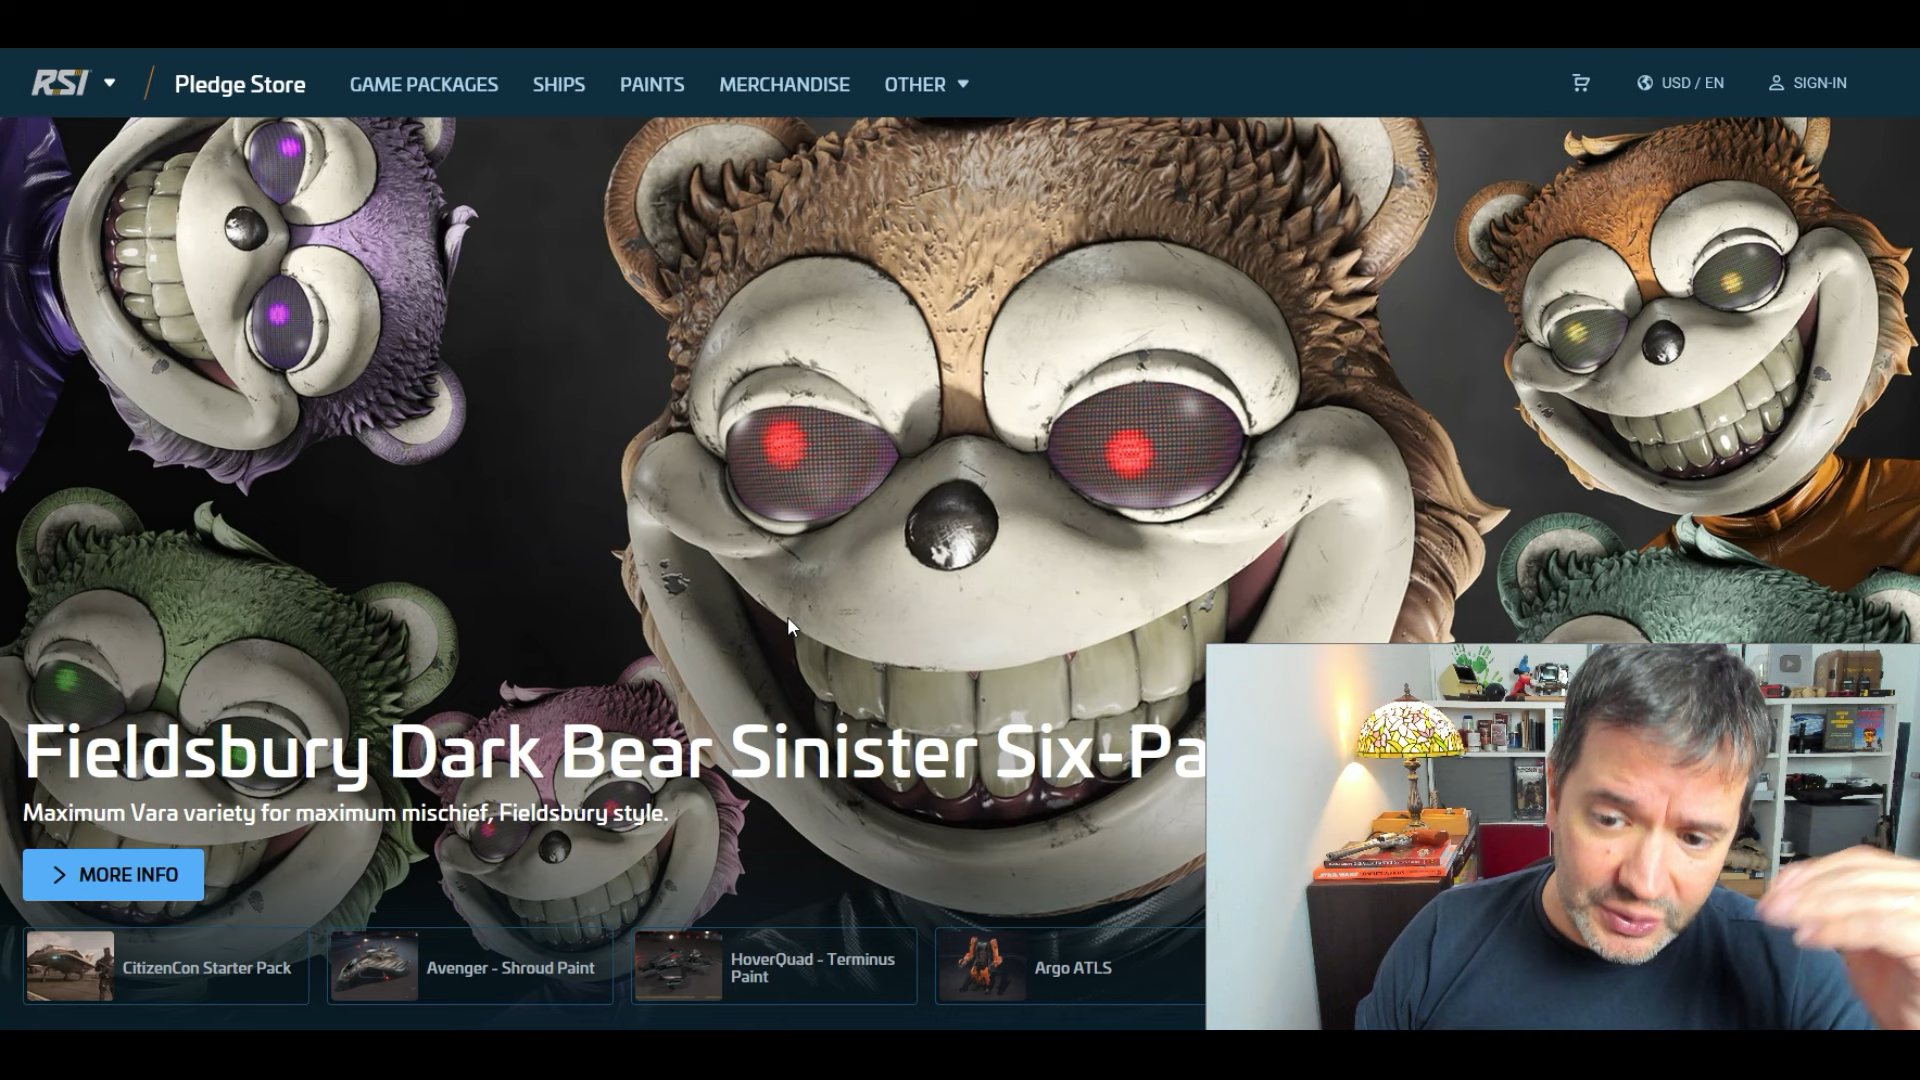 RSI
Pledge Store
GAME PACKAGES
SHIPS
PAINTS
MERCHANDISE
OTHER
USD / EN
SIGN-IN
Fieldsbury Dark Bear Sinister Six-Pa
Maximum Vara variety for maximum mischief, Fieldsbury style.
MORE INFO
CitizenCon Starter Pack
Avenger - Shroud Paint
HoverQuad - Terminus
Paint
Argo ATLS
STAR WARS